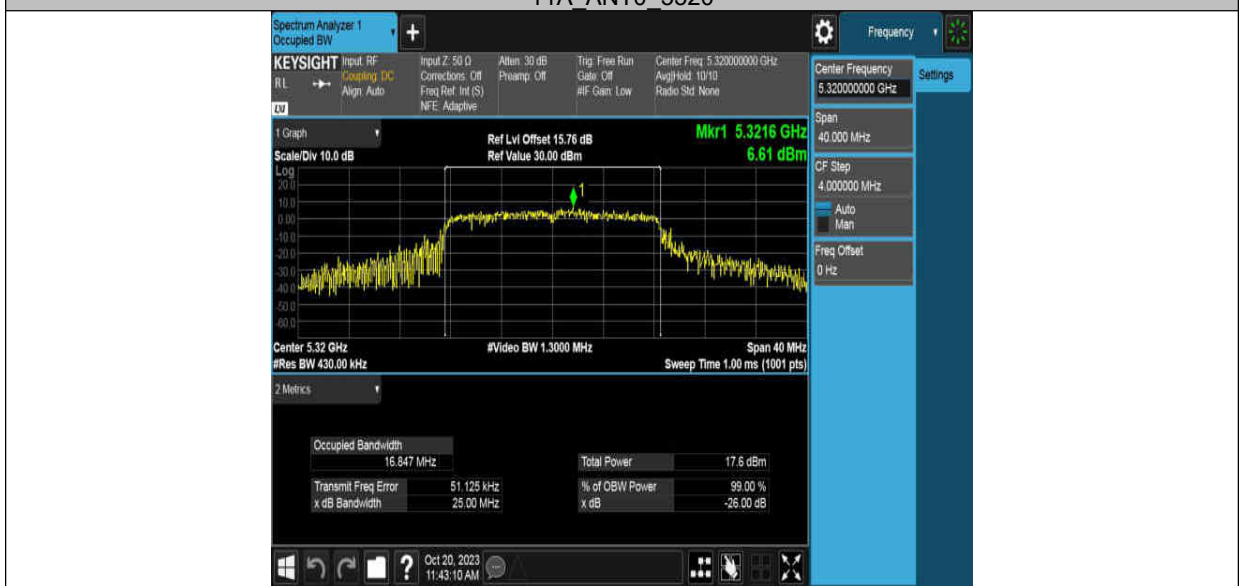 11A_ANT0_5320
Spectrum Analyzer 1
Occupied BW
+
Frequency
KEYSIGHT
RL
LXI
Input: RF
Coupling: DC
Align: Auto
Input Z: 50 Ω
Corrections: Off
Freq Ref: Int (S)
NFE: Adaptive
Atten: 30 dB
Preamp: Off
Trig: Free Run
Gate: Off
#IF Gain: Low
Center Freq: 5.320000000 GHz
Avg|Hold: 10/10
Radio Std: None
Center Frequency
5.320000000 GHz
Settings
Span
40.000 MHz
CF Step
4.000000 MHz
Auto
Man
Freq Offset
0 Hz
1 Graph
Scale/Div 10.0 dB
Ref Lvl Offset 15.76 dB
Ref Value 30.00 dBm
Mkr1 5.3216 GHz
6.61 dBm
Log
20.0
10.0
0.00
-10.0
-20.0
-30.0
-40.0
-50.0
-60.0
1
Center 5.32 GHz
#Res BW 430.00 kHz
#Video BW 1.3000 MHz
Span 40 MHz
Sweep Time 1.00 ms (1001 pts)
2 Metrics
Occupied Bandwidth
16.847 MHz
Total Power 17.6 dBm
Transmit Freq Error 51.125 kHz % of OBW Power 99.00 %
x dB Bandwidth 25.00 MHz x dB -26.00 dB
?
Oct 20, 2023
11:43:10 AM